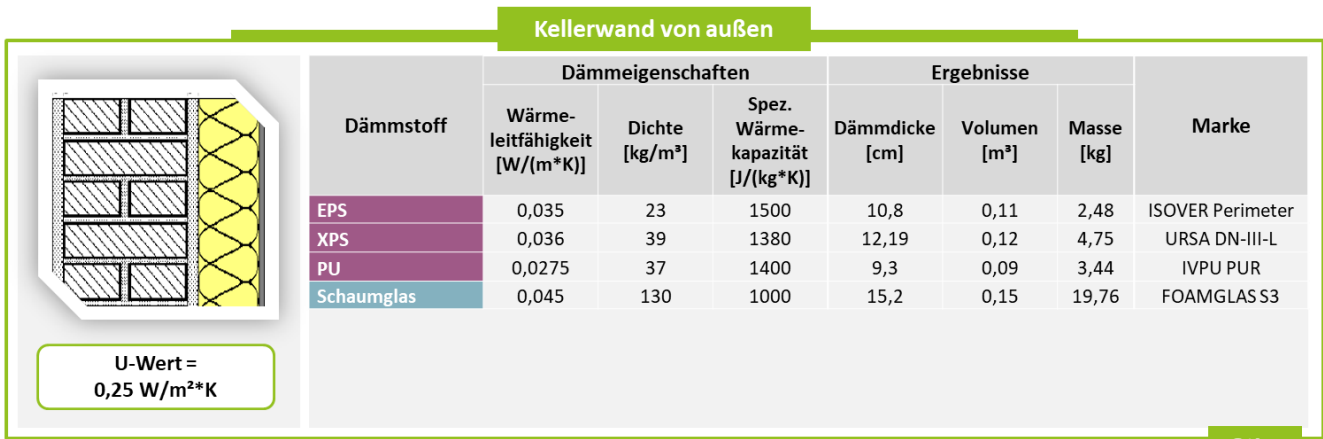 Kellerwand von außen
Dämmeigenschaften Ergebnisse
Dämmstoff Wärme-leitfähigkeit [W/(m*K)] Dichte [kg/m³] Spez. Wärme-kapazität [J/(kg*K)] Dämmdicke [cm] Volumen [m³] Masse [kg] Marke
EPS 0,035 23 1500 10,8 0,11 2,48 ISOVER Perimeter
XPS 0,036 39 1380 12,19 0,12 4,75 URSA DN-III-L
PU 0,0275 37 1400 9,3 0,09 3,44 IVPU PUR
Schaumglas 0,045 130 1000 15,2 0,15 19,76 FOAMGLAS S3
U-Wert =
0,25 W/m²*K